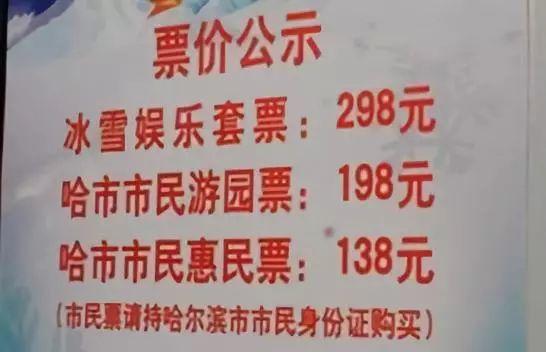 票价公示
冰雪娱乐套票：298元
哈市市民游园票：198元
哈市市民惠民票：138元
(市民票请持哈尔滨市市民身份证购买)